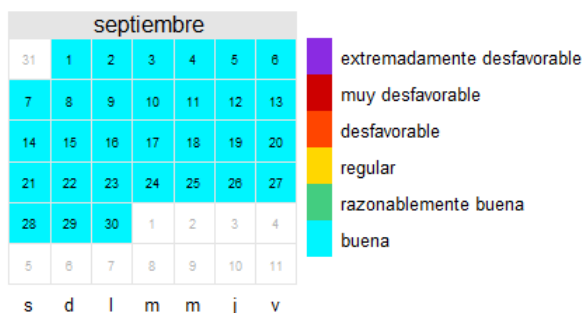 septiembre
31 1 2 3 4 5 6
7 8 9 10 11 12 13
14 15 16 17 18 19 20
21 22 23 24 25 26 27
28 29 30 1 2 3 4
5 6 7 8 9 10 11
s d l m m j v
extremadamente desfavorable
muy desfavorable
desfavorable
regular
razonablemente buena
buena